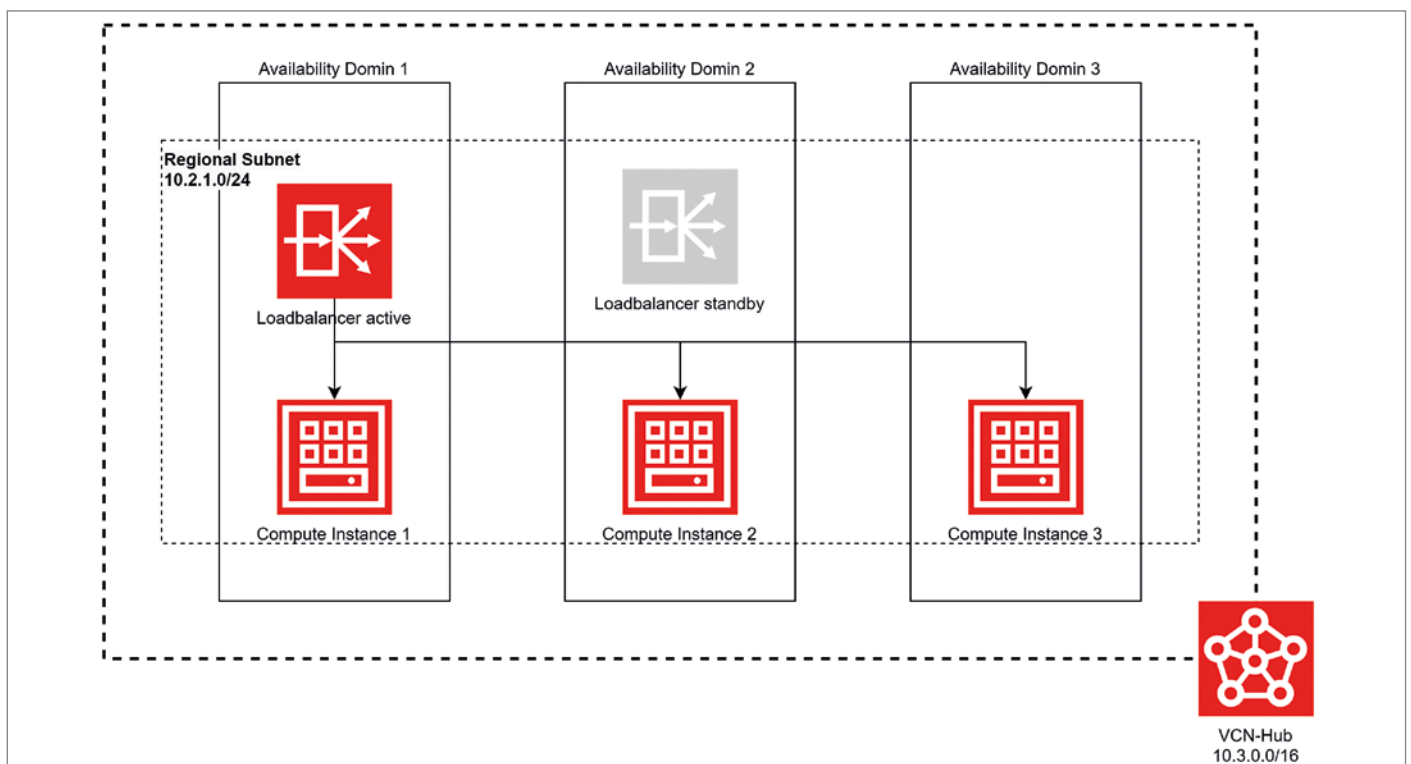 Availability Domin 1
Availability Domin 2
Availability Domin 3
Regional Subnet
10.2.1.0/24
Loadbalancer active
Loadbalancer standby
Compute Instance 1
Compute Instance 2
Compute Instance 3
VCN-Hub
10.3.0.0/16